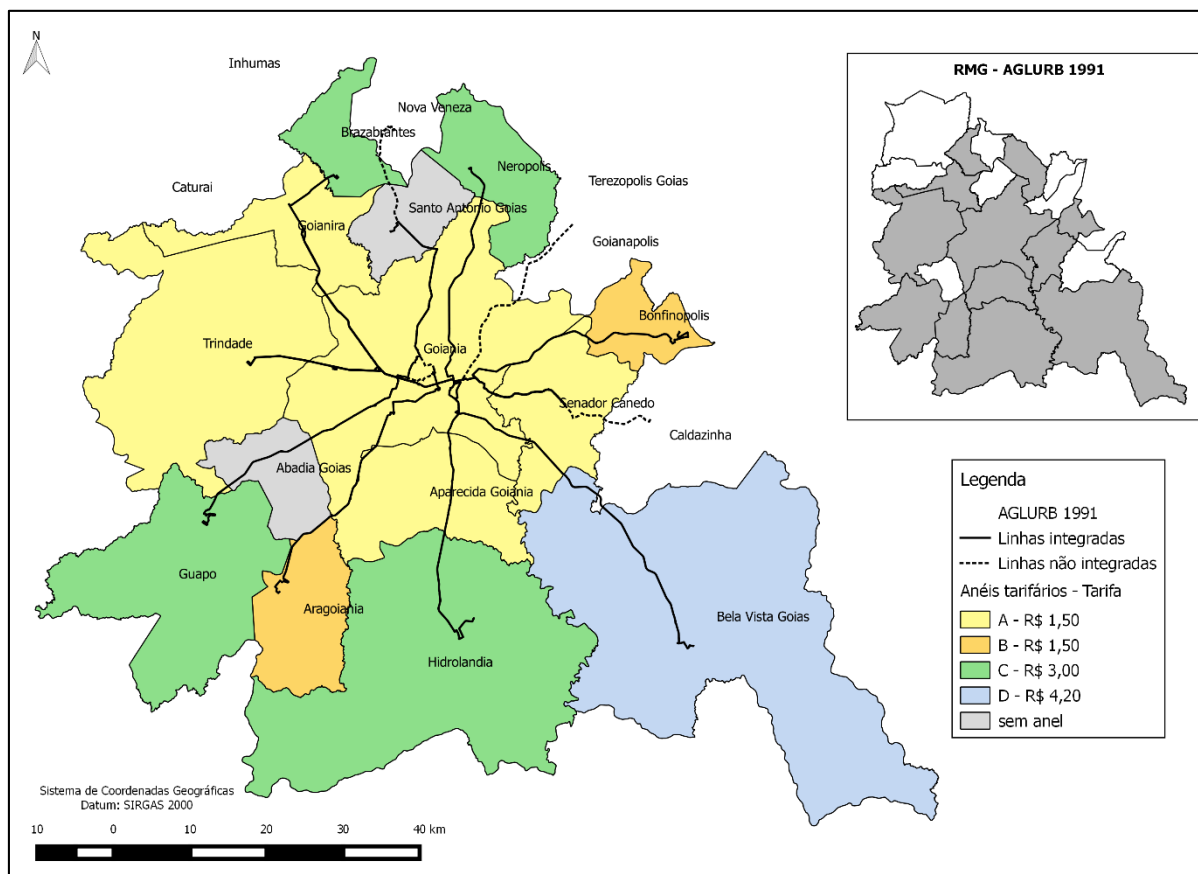 N
Inhumas
Nova Veneza
Brazabrantes
Neropolis
Caturai
Terezopolis Goias
Santo Antonio Goias
Goianira
Goianapolis
Bonfinopolis
Trindade
Goiania
Senador Canedo
Caldazinha
Abadia Goias
Aparecida Goiania
Guapo
Aragoiania
Bela Vista Goias
Hidrolandia
RMG - AGLURB 1991
Legenda
AGLURB 1991
Linhas integradas
Linhas não integradas
Anéis tarifários - Tarifa
A - R$ 1,50
B - R$ 1,50
C - R$ 3,00
D - R$ 4,20
sem anel
Sistema de Coordenadas Geográficas
Datum: SIRGAS 2000
10 0 10 20 30 40 km